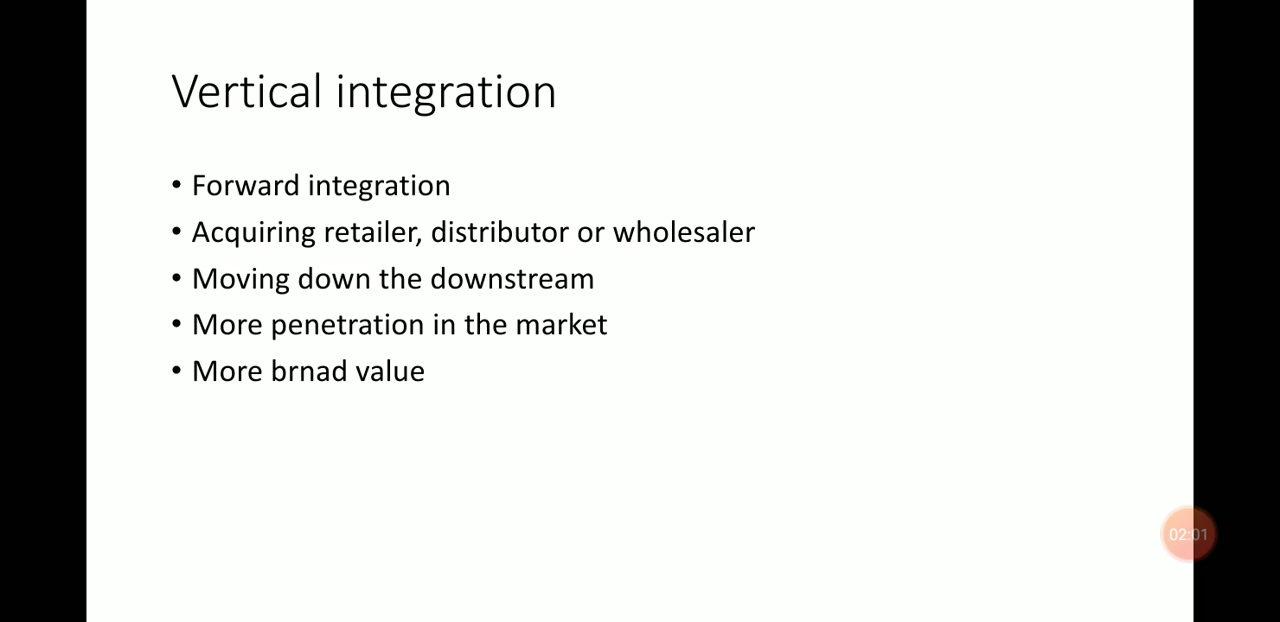 Vertical integration
• Forward integration
• Acquiring retailer, distributor or wholesaler
• Moving down the downstream
• More penetration in the market
• More brnad value
02:01